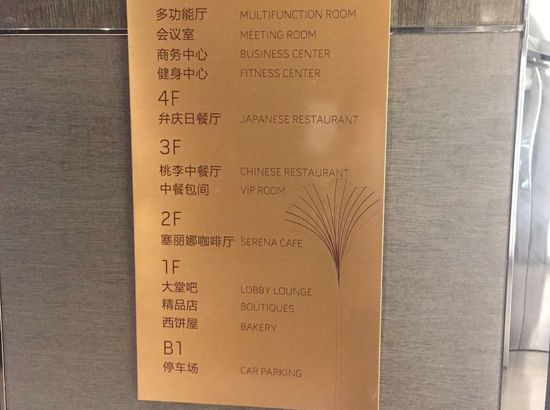 多功能厅 MULTIFUNCTION ROOM
会议室 MEETING ROOM
商务中心 BUSINESS CENTER
健身中心 FITNESS CENTER
4F
弁庆日餐厅 JAPANESE RESTAURANT
3F
桃李中餐厅 CHINESE RESTAURANT
中餐包间 VIP ROOM
2F
塞丽娜咖啡厅 SERENA CAFE
1F
大堂吧 LOBBY LOUNGE
精品店 BOUTIQUES
西饼屋 BAKERY
B1
停车场 CAR PARKING